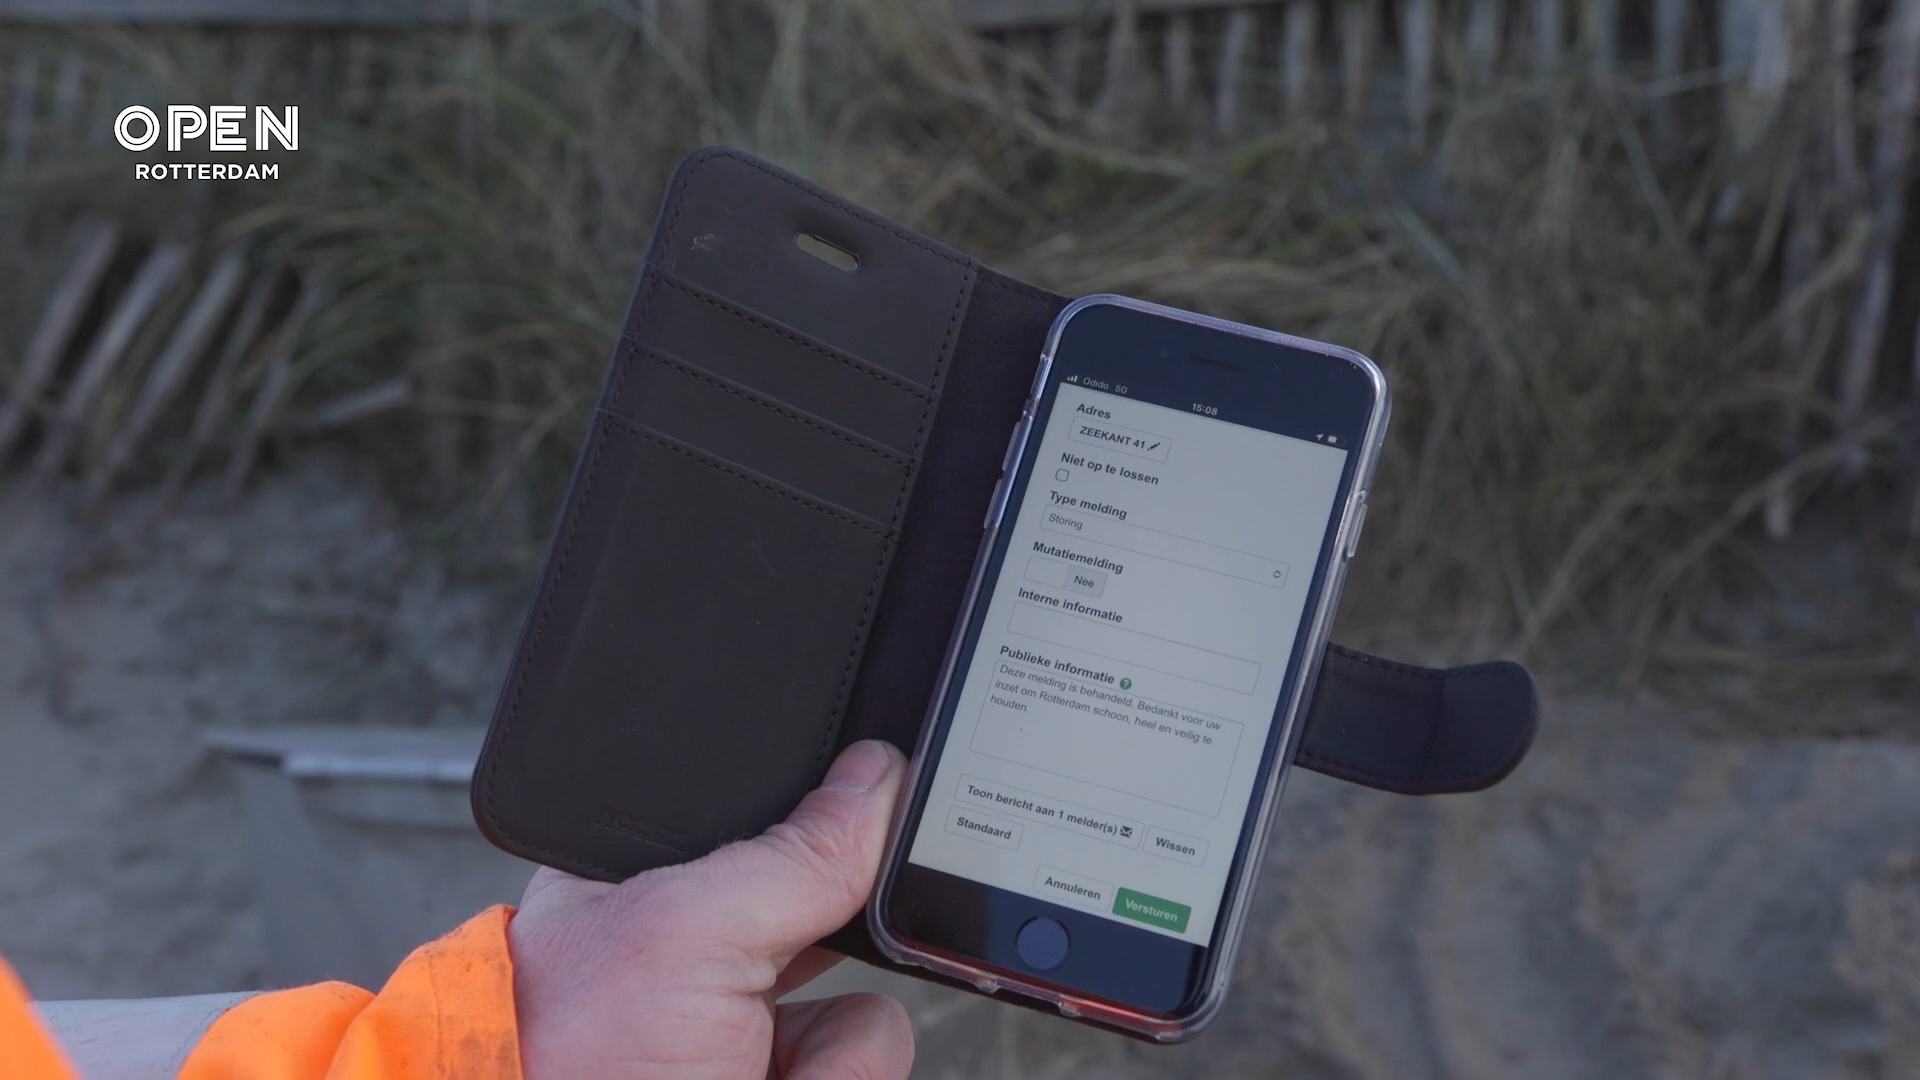 OPEN
ROTTERDAM
Odido 5G
15:08
Adres
ZEEKANT 41
Niet op te lossen
Type melding
Storing
Mutatiemelding
Nee
Interne informatie
Publieke informatie ?
Deze melding is behandeld. Bedankt voor uw
inzet om Rotterdam schoon, heel en veilig te
houden.
Toon bericht aan 1 melder(s)
Wissen
Standaard
Annuleren
Versturen